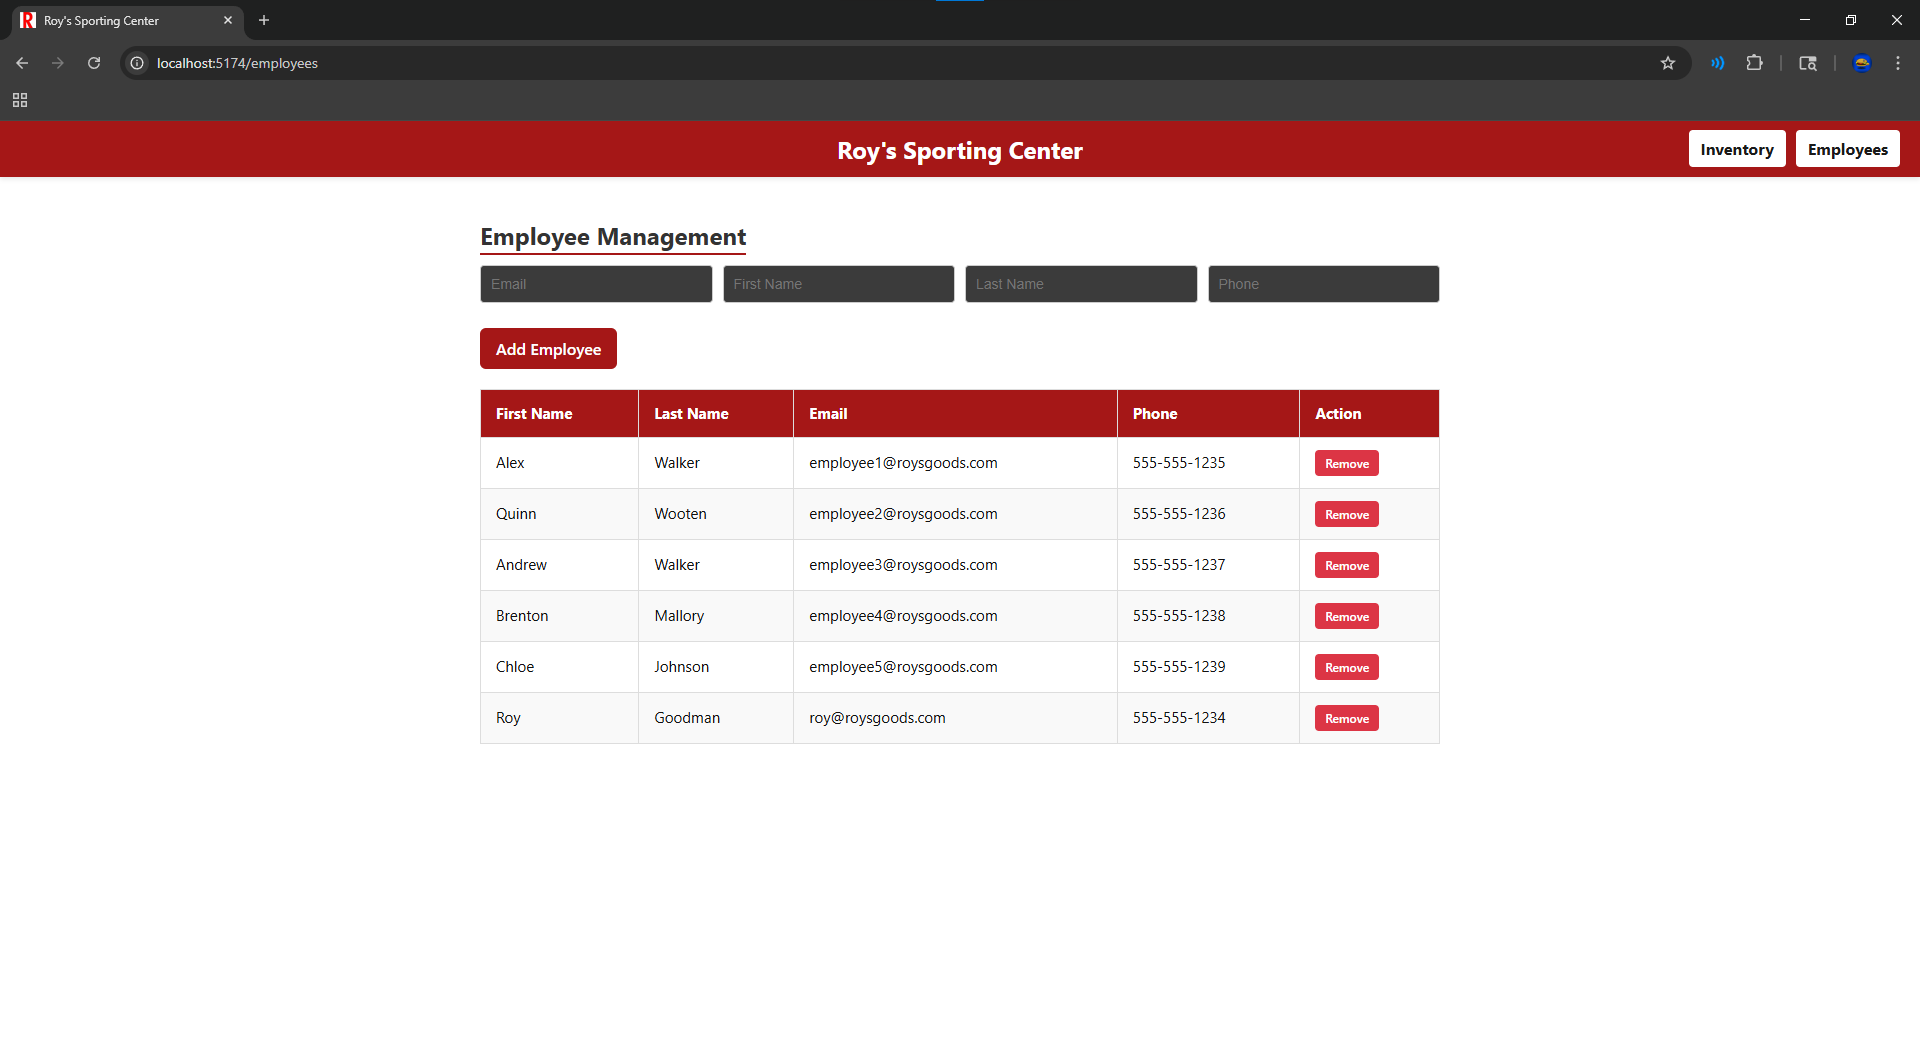 Roy's Sporting Center
localhost:5174/employees
Roy's Sporting Center
Inventory
Employees
Employee Management
Email
First Name
Last Name
Phone
Add Employee
First Name Last Name Email Phone Action
Alex Walker employee1@roysgoods.com 555-555-1235 Remove
Quinn Wooten employee2@roysgoods.com 555-555-1236 Remove
Andrew Walker employee3@roysgoods.com 555-555-1237 Remove
Brenton Mallory employee4@roysgoods.com 555-555-1238 Remove
Chloe Johnson employee5@roysgoods.com 555-555-1239 Remove
Roy Goodman roy@roysgoods.com 555-555-1234 Remove